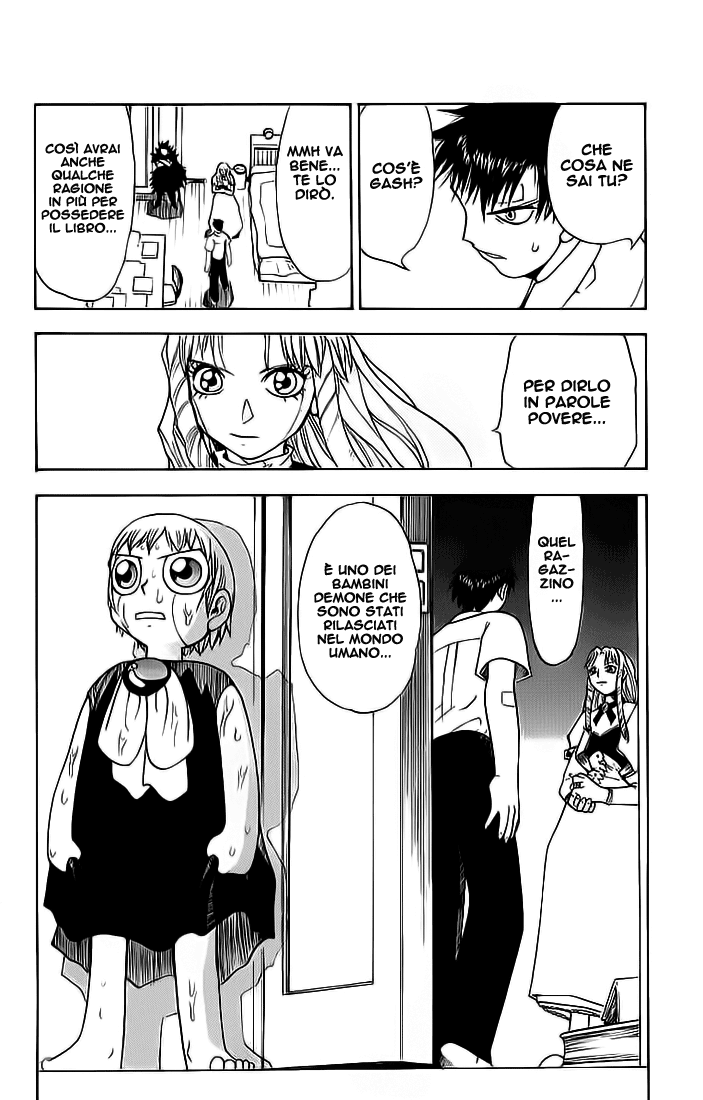 CHE
COSA NE
SAI TU?
COS'È
GASH?
MMH VA
BENE...
TE LO
DIRÒ.
COSÌ AVRAI
ANCHE
QUALCHE
RAGIONE
IN PIÙ PER
POSSEDERE
IL LIBRO...
PER DIRLO
IN PAROLE
POVERE...
QUEL
RA-
GAZ-
ZINO
...
È UNO DEI
BAMBINI
DEMONE CHE
SONO STATI
RILASCIATI
NEL MONDO
UMANO...